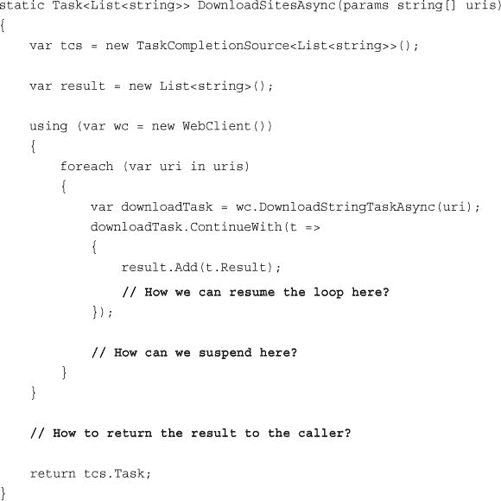 static Task<List<string>> DownloadSitesAsync(params string[] uris)
{
    var tcs = new TaskCompletionSource<List<string>>();

    var result = new List<string>();

    using (var wc = new WebClient())
    {
        foreach (var uri in uris)
        {
            var downloadTask = wc.DownloadStringTaskAsync(uri);
            downloadTask.ContinueWith(t =>
            {
                result.Add(t.Result);
                // How we can resume the loop here?
            });

            // How can we suspend here?
        }
    }

    // How to return the result to the caller?

    return tcs.Task;
}